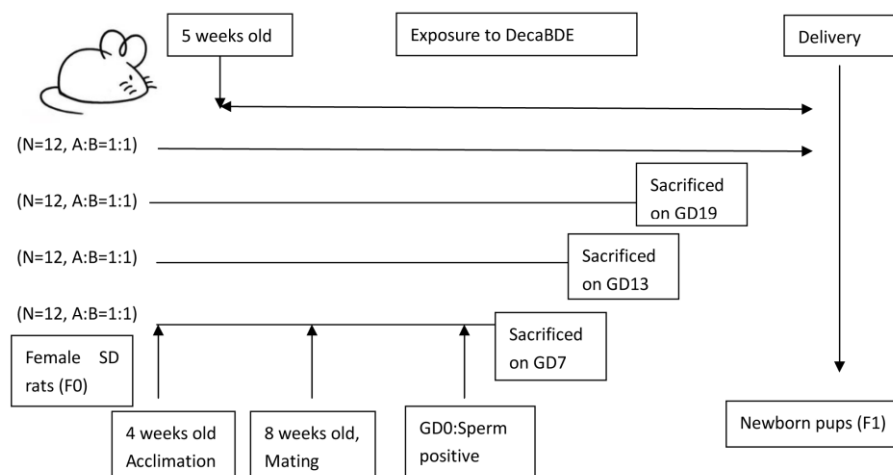 5 weeks old
Exposure to DecaBDE
Delivery
(N=12, A:B=1:1)
(N=12, A:B=1:1)
Sacrificed
on GD19
(N=12, A:B=1:1)
Sacrificed
on GD13
(N=12, A:B=1:1)
Sacrificed
on GD7
Female SD
rats (F0)
4 weeks old
Acclimation
8 weeks old,
Mating
GD0:Sperm
positive
Newborn pups (F1)